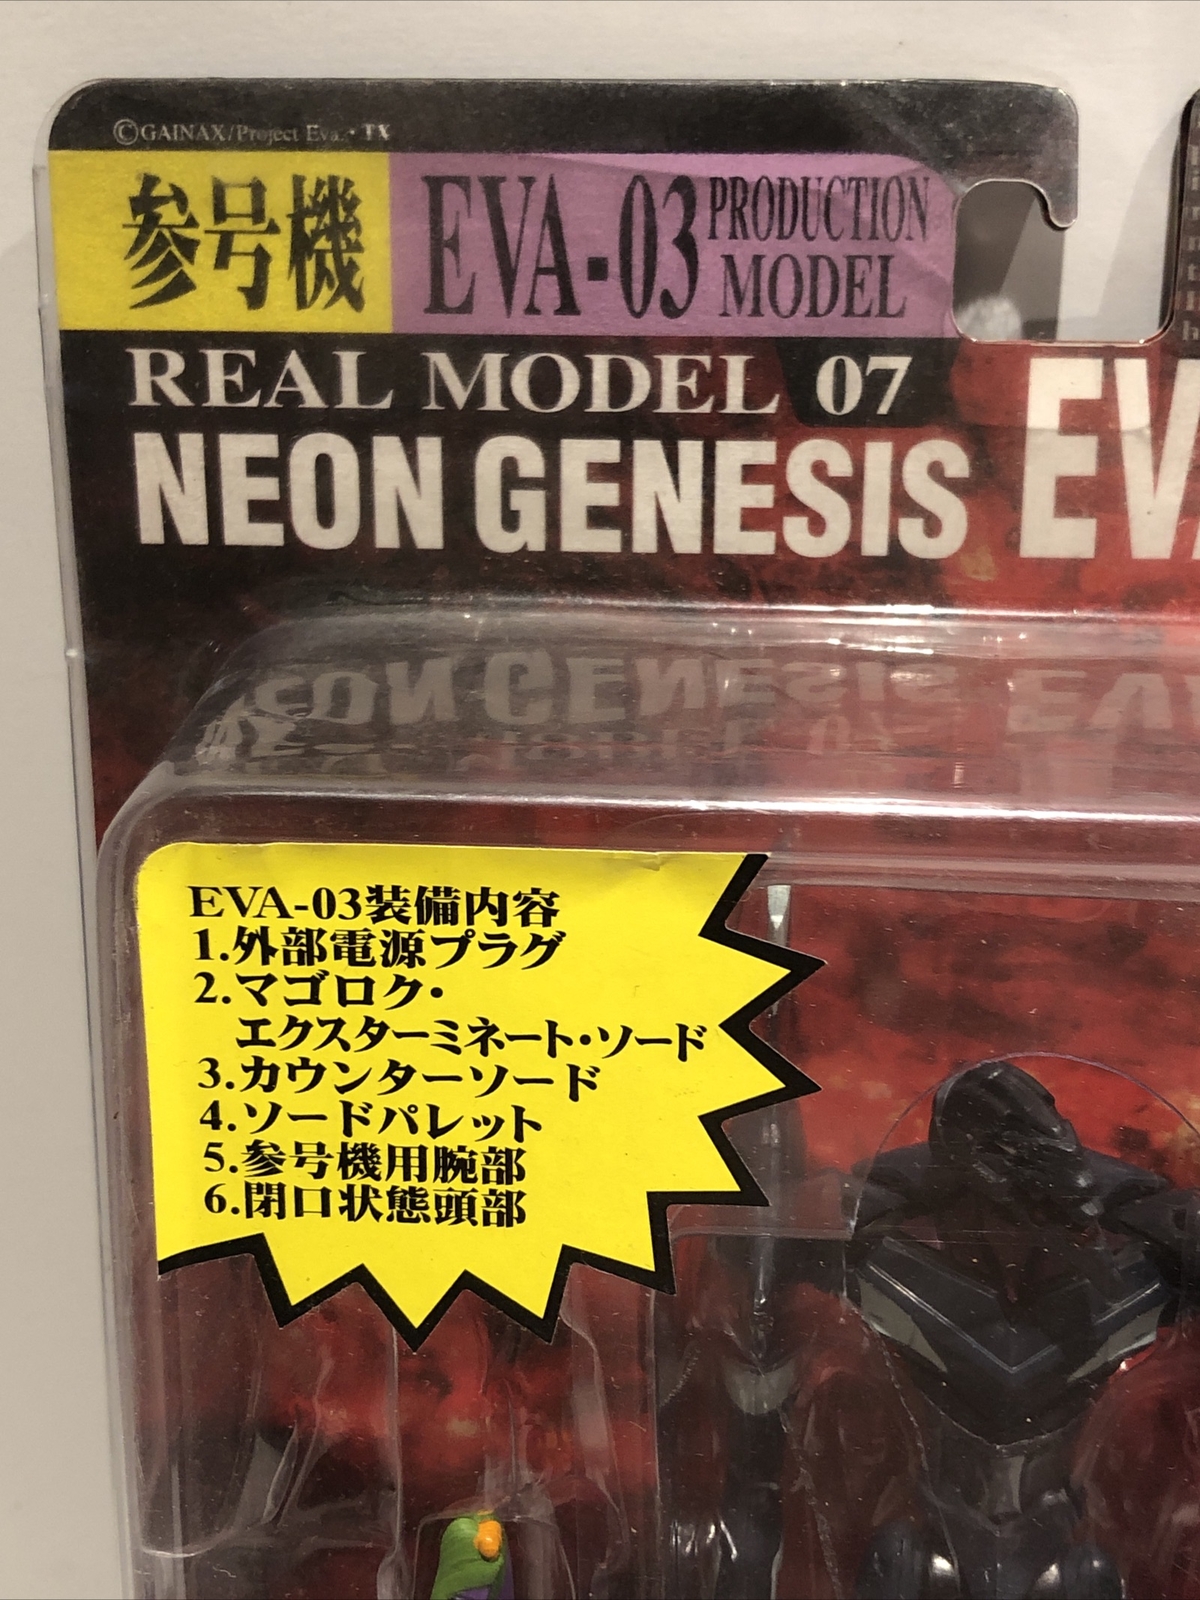 ©GAINAX/Project Eva.・TX
参号機
EVA-03 PRODUCTION MODEL
REAL MODEL 07
NEON GENESIS EV
EVA-03装備内容
1.外部電源プラグ
2.マゴロク・
エクスターミネート・ソード
3.カウンターソード
4.ソードパレット
5.参号機用腕部
6.閉口状態頭部